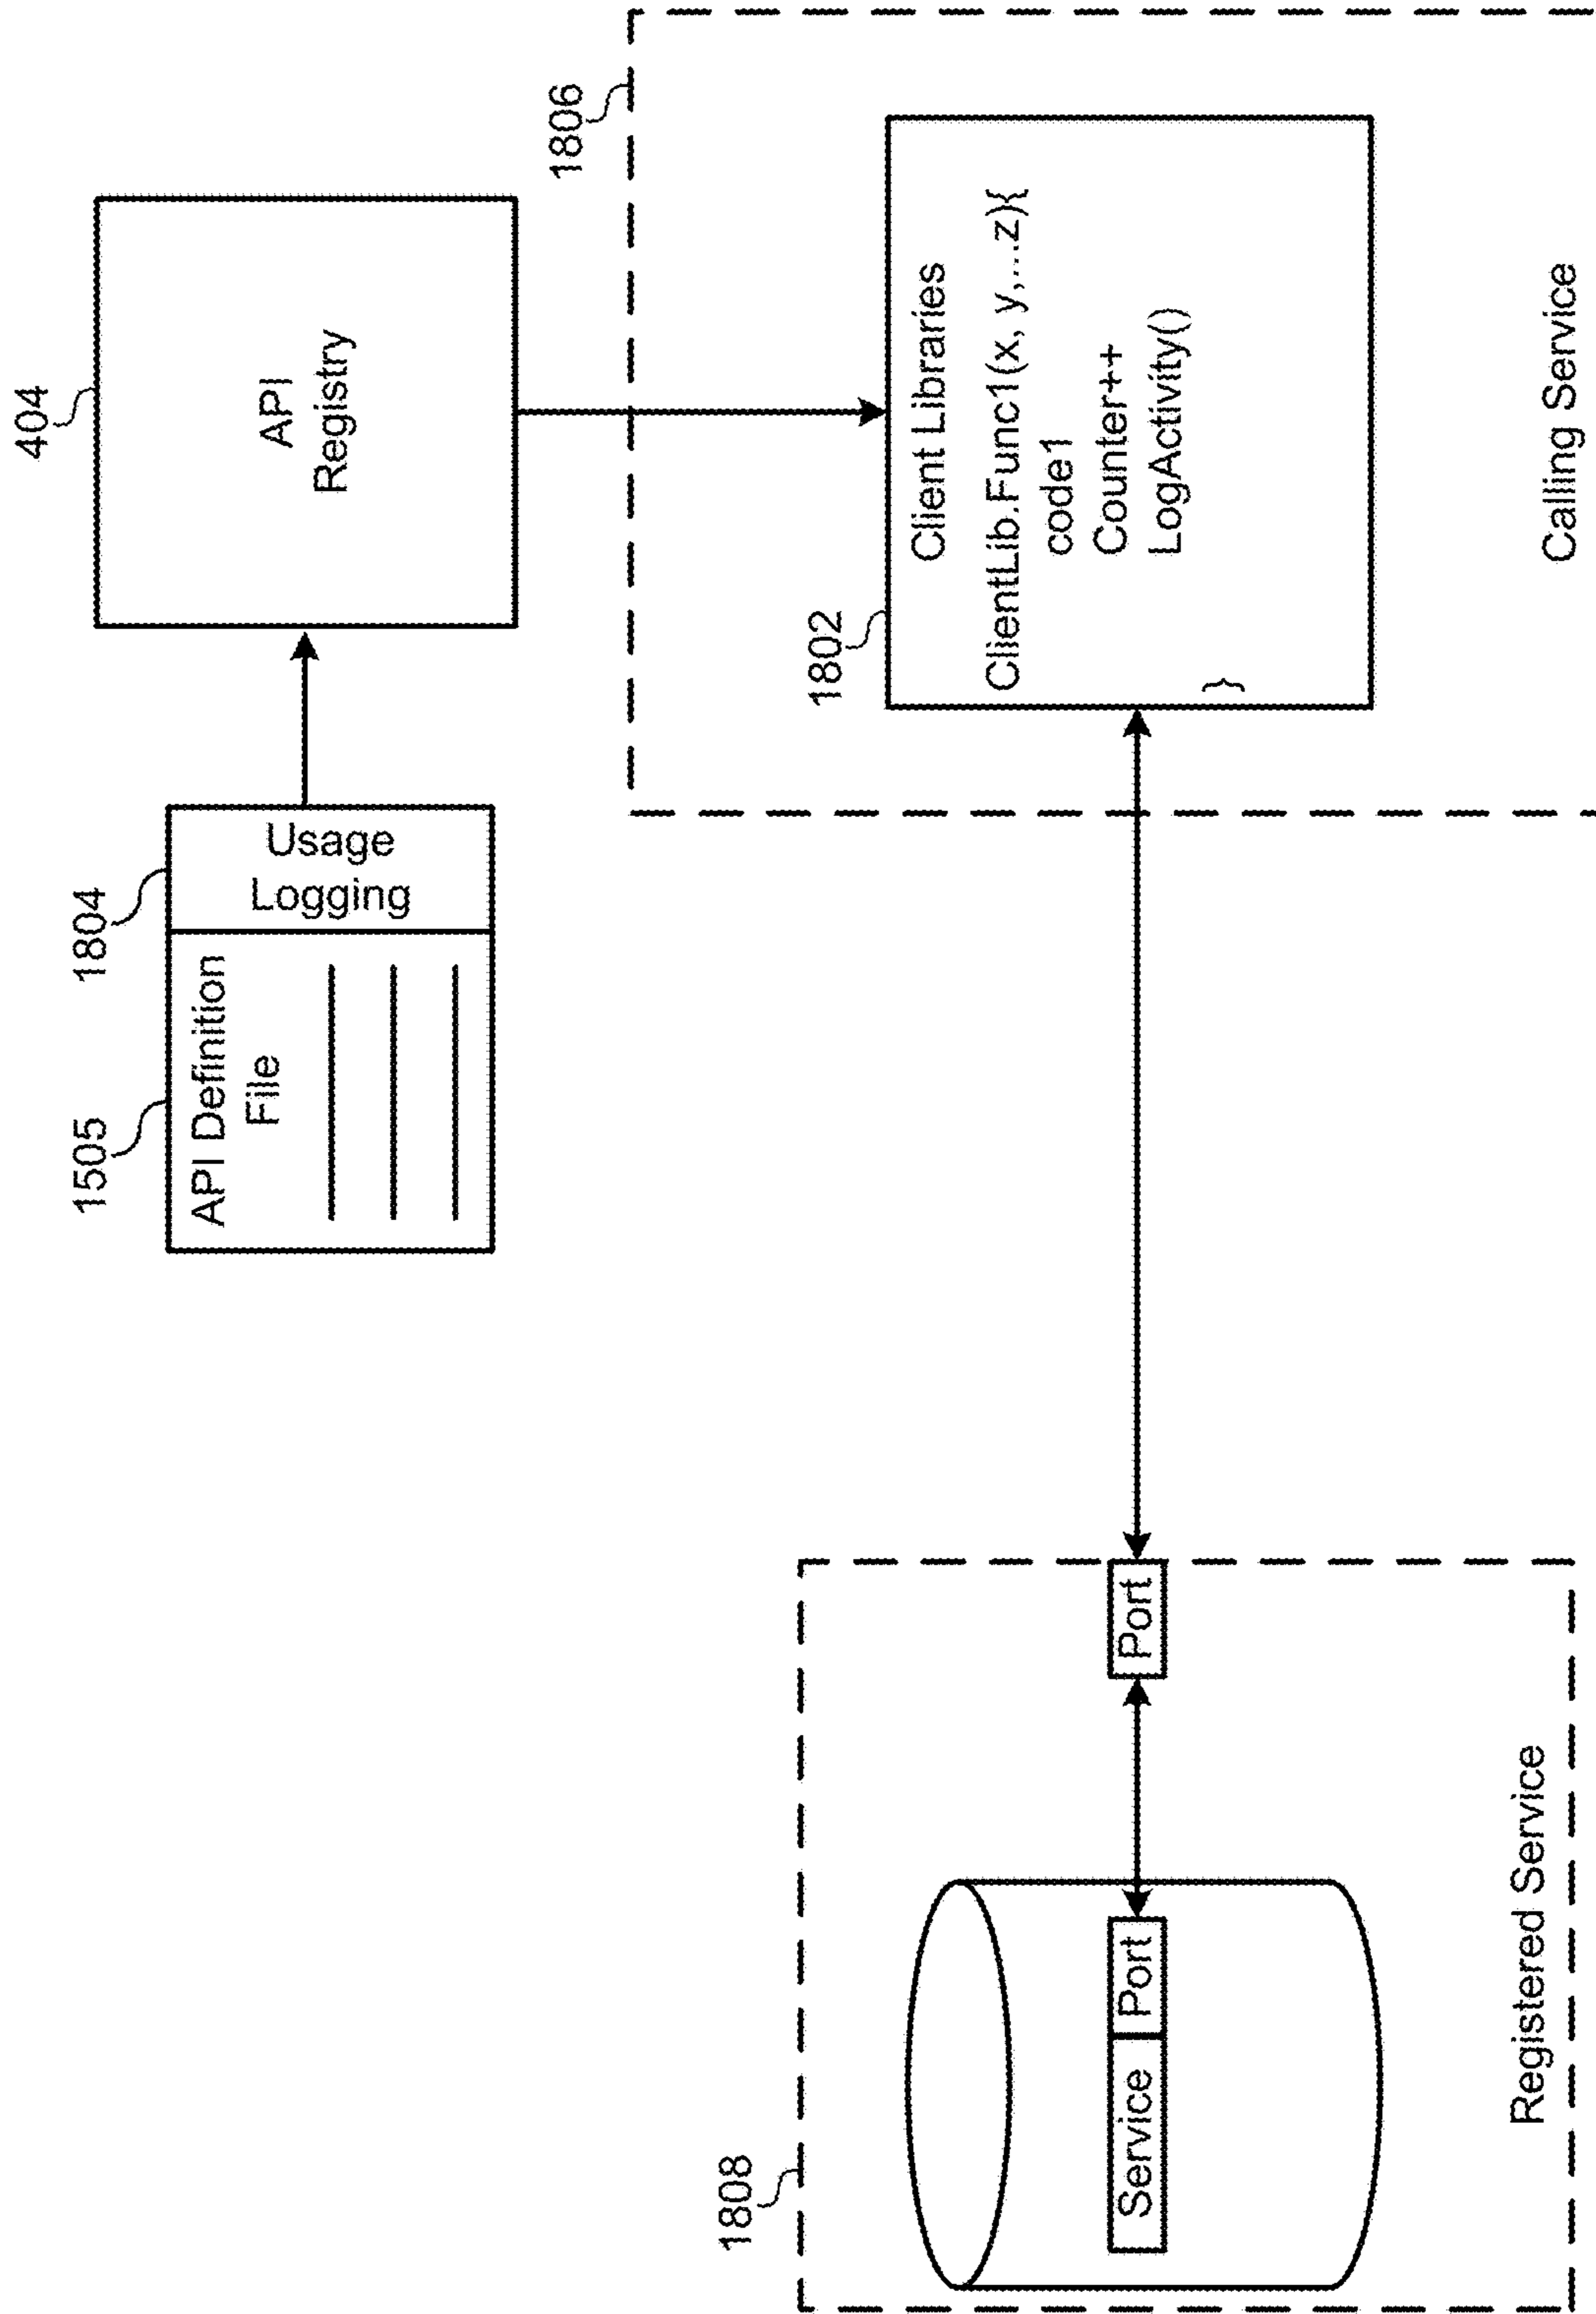 1505
API Definition
File
1804
Usage
Logging
404
API
Registry
1808
Service
Port
Port
Registered Service
1806
1802
Client Libraries
ClientLib.Func1(x, y,...z){
code1
Counter++
LogActivity()
}
Calling Service